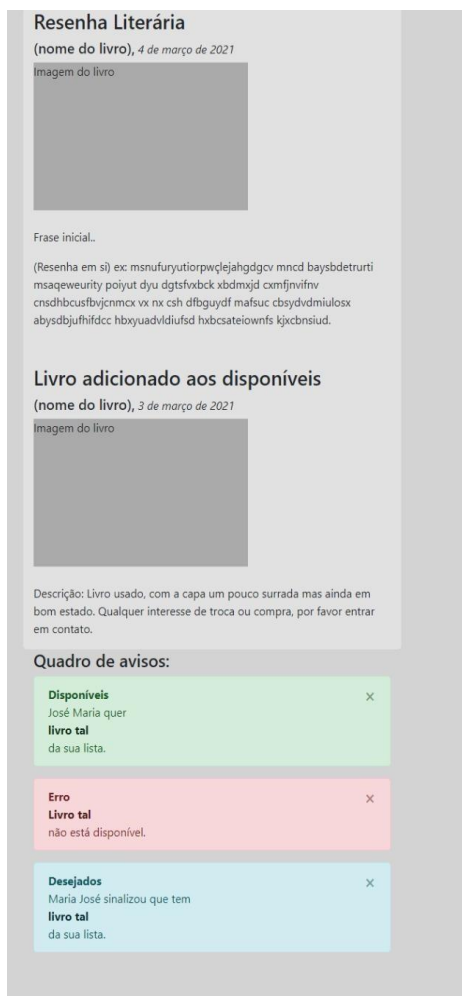 Resenha Literária
(nome do livro), 4 de março de 2021
Imagem do livro
Frase inicial..
(Resenha em si) ex: msnufuryutiorpwçlejahgdgcv mncd baysbdetrurti
msaqeweurity poiyut dyu dgtsfvxbck xbdmxjd cxmfjnvifnv
cnsdhbcusfbvjcnmcx vx nx csh dfbguydf mafsuc cbsydvdmiulosx
abysdbjufhifdcc hbxyuadvldiufsd hxbcsateiownfs kjxcbnsiud.
Livro adicionado aos disponíveis
(nome do livro), 3 de março de 2021
Imagem do livro
Descrição: Livro usado, com a capa um pouco surrada mas ainda em
bom estado. Qualquer interesse de troca ou compra, por favor entrar
em contato.
Quadro de avisos:
Disponíveis
José Maria quer
livro tal
da sua lista.
Erro
Livro tal
não está disponível.
Desejados
Maria José sinalizou que tem
livro tal
da sua lista.